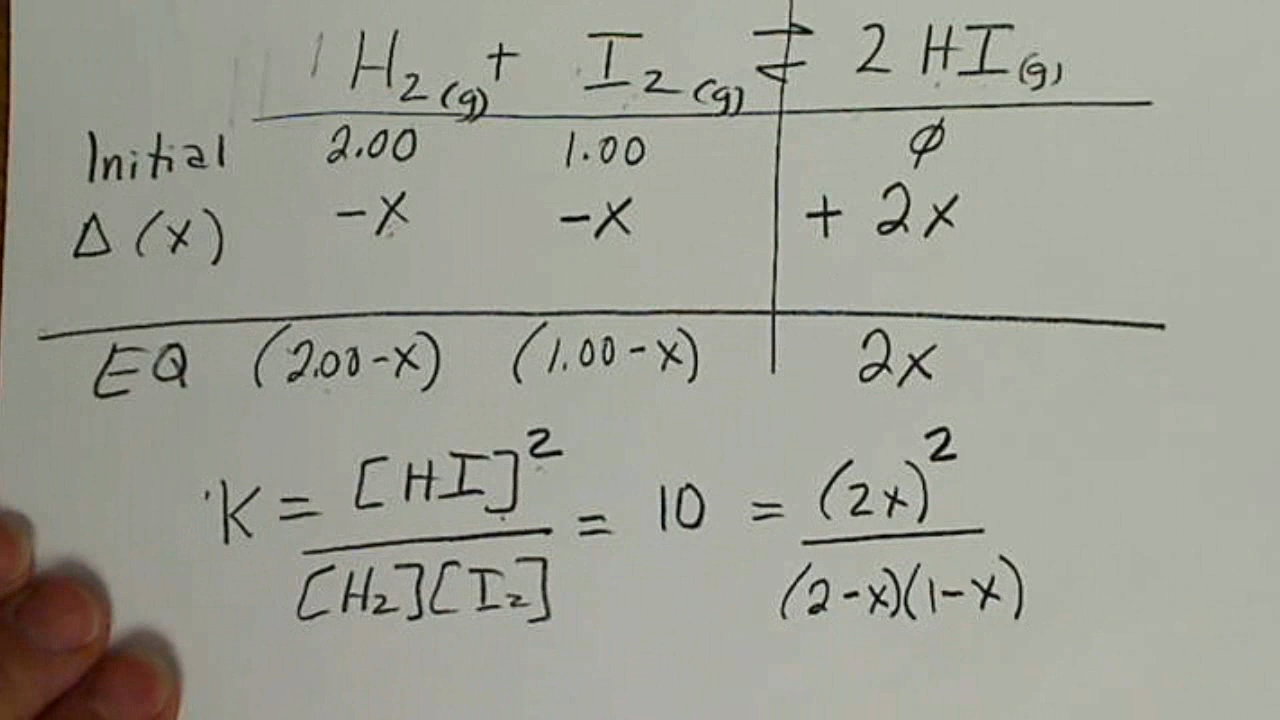 1 H₂(g) + I₂(g) ⇌ 2 HI(g)
Initial 2.00 1.00 ∅
Δ(x) -x -x + 2x
EQ (2.00-x) (1.00-x) 2x
K = [HI]² / [H₂][I₂] = 10 = (2x)² / (2-x)(1-x)